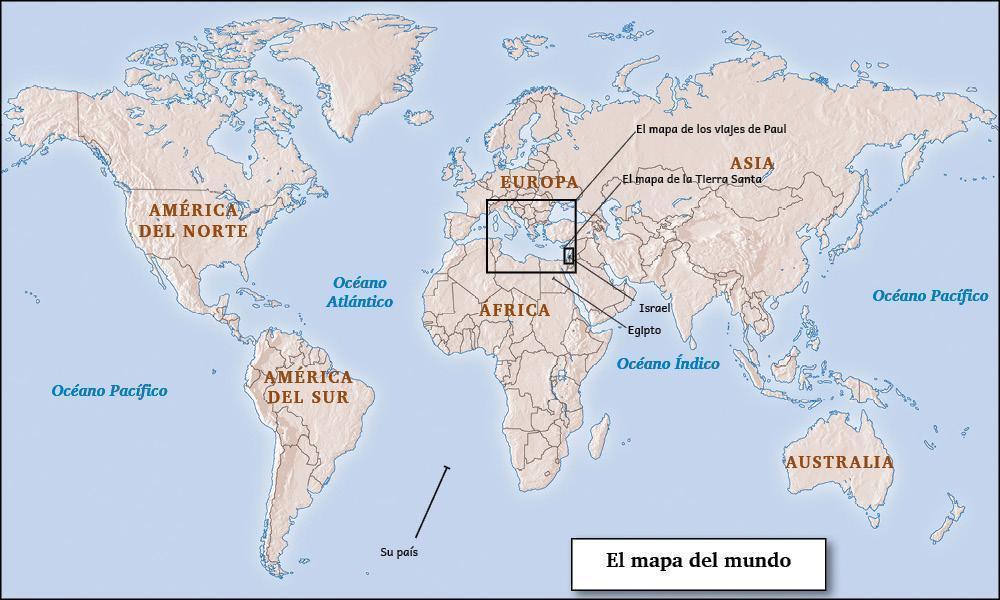 El mapa de los viajes de Paul
ASIA
El mapa de la Tierra Santa
EUROPA
AMÉRICA
DEL NORTE
Océano
Atlántico
Océano Pacífico
ÁFRICA
Israel
Egipto
Océano Índico
AMÉRICA
DEL SUR
Océano Pacífico
AUSTRALIA
Su país
El mapa del mundo